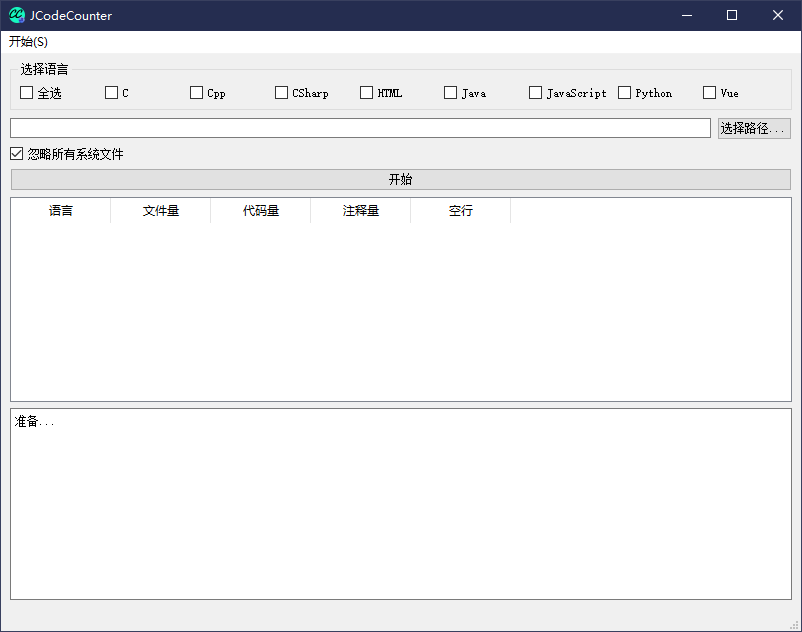 JCodeCounter
开始(S)
选择语言
全选 C Cpp CSharp HTML Java JavaScript Python Vue
选择路径...
忽略所有系统文件
开始
语言 文件量 代码量 注释量 空行
准备...